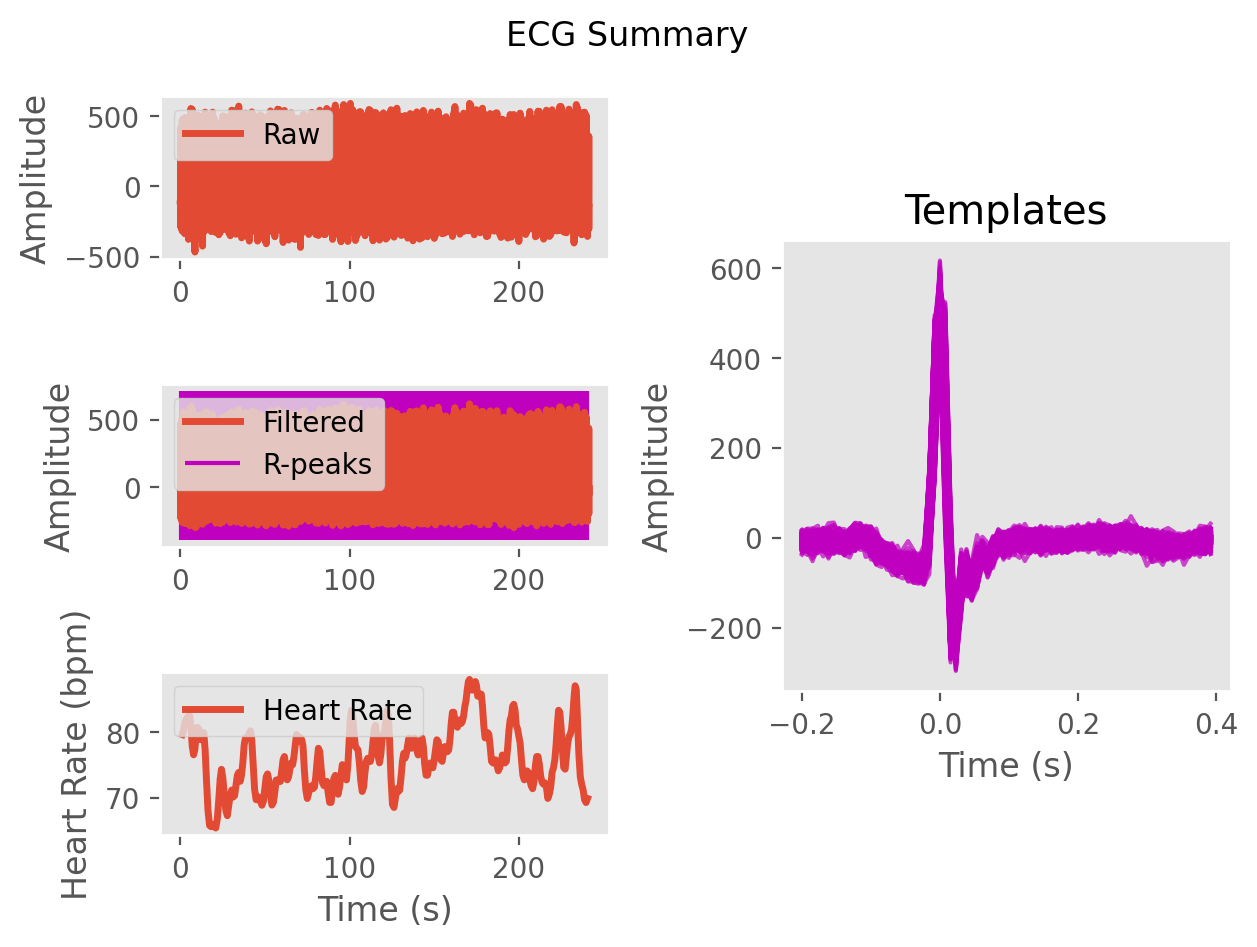 ECG Summary
Amplitude
500
0
−500
Raw
0
100
200
Amplitude
500
0
Filtered
R-peaks
0
100
200
Heart Rate (bpm)
80
70
Heart Rate
0
100
200
Time (s)
Templates
Amplitude
600
400
200
0
−200
−0.2
0.0
0.2
0.4
Time (s)